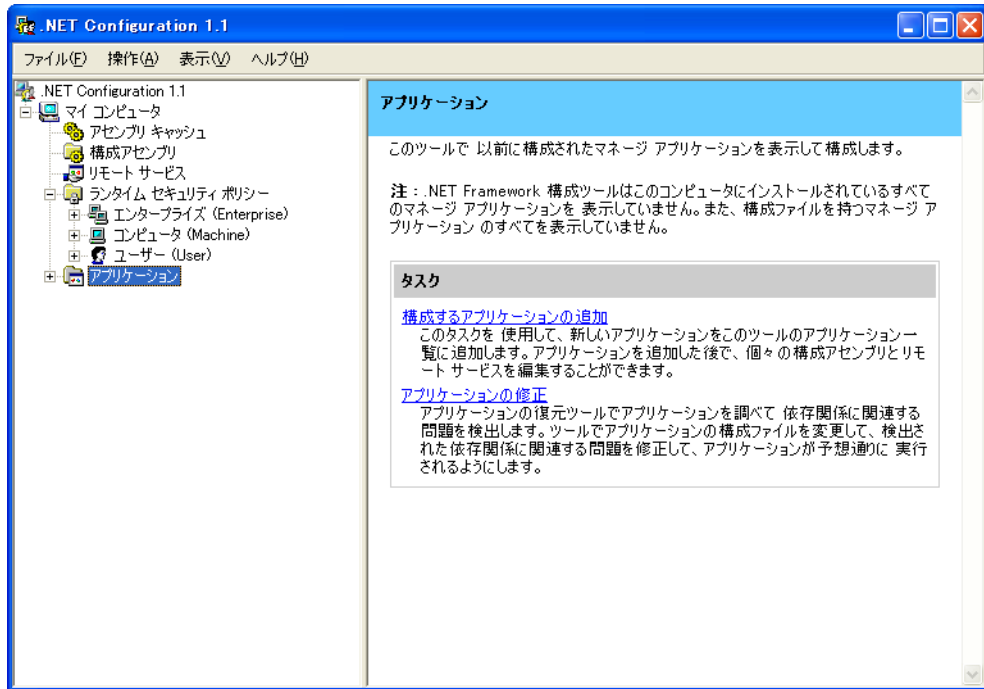 .NET Configuration 1.1
ファイル(F) 操作(A) 表示(V) ヘルプ(H)
.NET Configuration 1.1
マイ コンピュータ
アセンブリ キャッシュ
構成アセンブリ
リモート サービス
ランタイム セキュリティ ポリシー
エンタープライズ (Enterprise)
コンピュータ (Machine)
ユーザー (User)
アプリケーション
アプリケーション
このツールで 以前に構成されたマネージ アプリケーションを表示して構成します。
注：.NET Framework 構成ツールはこのコンピュータにインストールされているすべて
のマネージ アプリケーションを 表示していません。また、構成ファイルを持つマネージ ア
プリケーション のすべてを表示していません。
タスク
構成するアプリケーションの追加
このタスクを 使用して、新しいアプリケーションをこのツールのアプリケーション一
覧に追加します。アプリケーションを追加した後で、個々の構成アセンブリとリモ
ート サービスを編集することができます。
アプリケーションの修正
アプリケーションの復元ツールでアプリケーションを調べて 依存関係に関連する
問題を検出します。ツールでアプリケーションの構成ファイルを変更して、検出さ
れた依存関係に関連する問題を修正して、アプリケーションが予想通りに 実行
されるようにします。